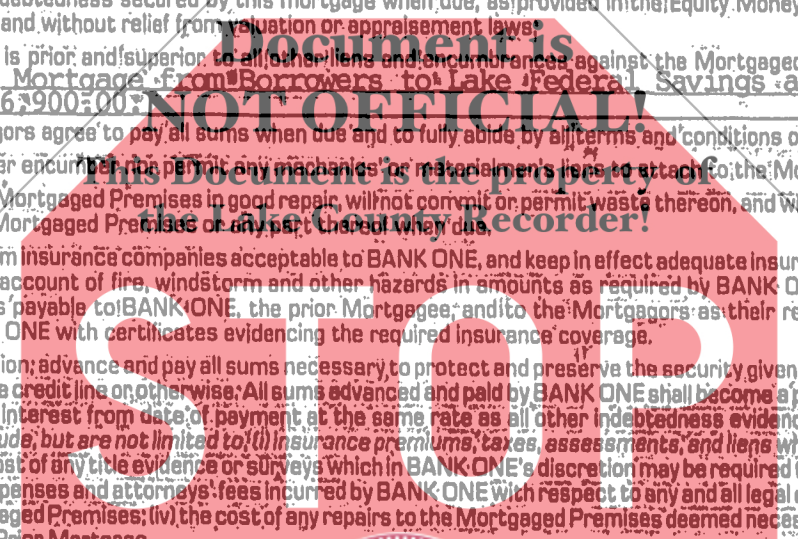 ebtedness secured by this mortgage when due, as provided in the Equity Money
and without relief from valuation or appraisement laws.
Document is
is prior and superior to all other liens and encumbrances against the Mortgaged
Mortgage from Borrowers to Lake Federal Savings a
6,900.00
NOT OFFICIAL!
gors agree to pay all sums when due and to fully abide by all terms and conditions o
er encumber nor permit any mechanics' or materialmen's liens to attach to the Mo
This Document is the property of
Mortgaged Premises in good repair, will not commit or permit waste thereon, and w
the Lake County Recorder!
Mortgaged Premises or any part thereof when due.
m insurance companies acceptable to BANK ONE, and keep in effect adequate insur
account of fire, windstorm and other hazards in amounts as required by BANK O
s payable to BANK ONE the prior Mortgagee, and to the Mortgagors as their re
ONE with certificates evidencing the required insurance coverage.
STOP
ion, advance and pay all sums necessary to protect and preserve the security given
e credit line or otherwise. All sums advanced and paid by BANK ONE shall become a p
interest from date of payment at the same rate as all other indebtedness evidenc
ude, but are not limited to: (i) insurance premiums, taxes, assessments, and liens wh
ost of any title evidence or surveys which in BANK ONE's discretion may be required
penses and attorneys' fees incurred by BANK ONE with respect to any and all legal e
aged Premises; (iv) the cost of any repairs to the Mortgaged Premises deemed neces
Prior Mortgage